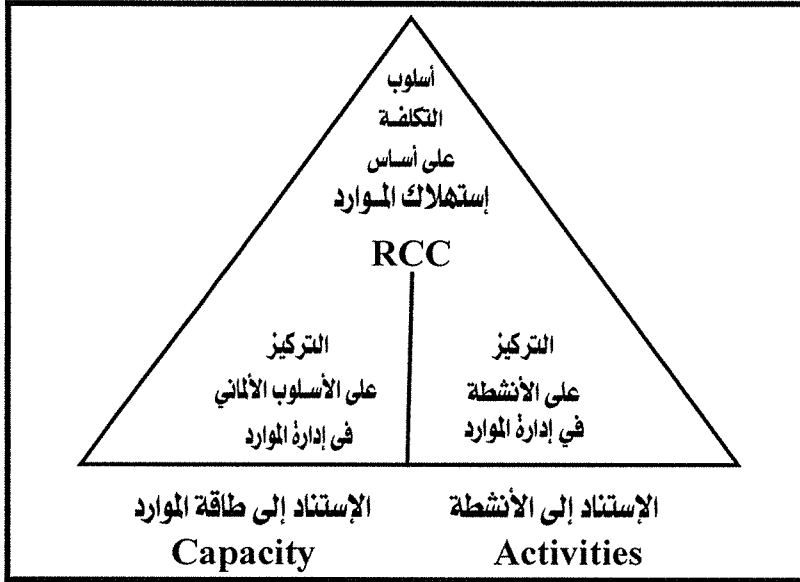 أسلوب
التكلفة
على أساس
إستهلاك الموارد
RCC
التركيز
على الأنشطة
في إدارة الموارد
التركيز
على الأسلوب الألماني
فى إدارة الموارد
الإستناد إلى الأنشطة
Activities
الإستناد إلى طاقة الموارد
Capacity